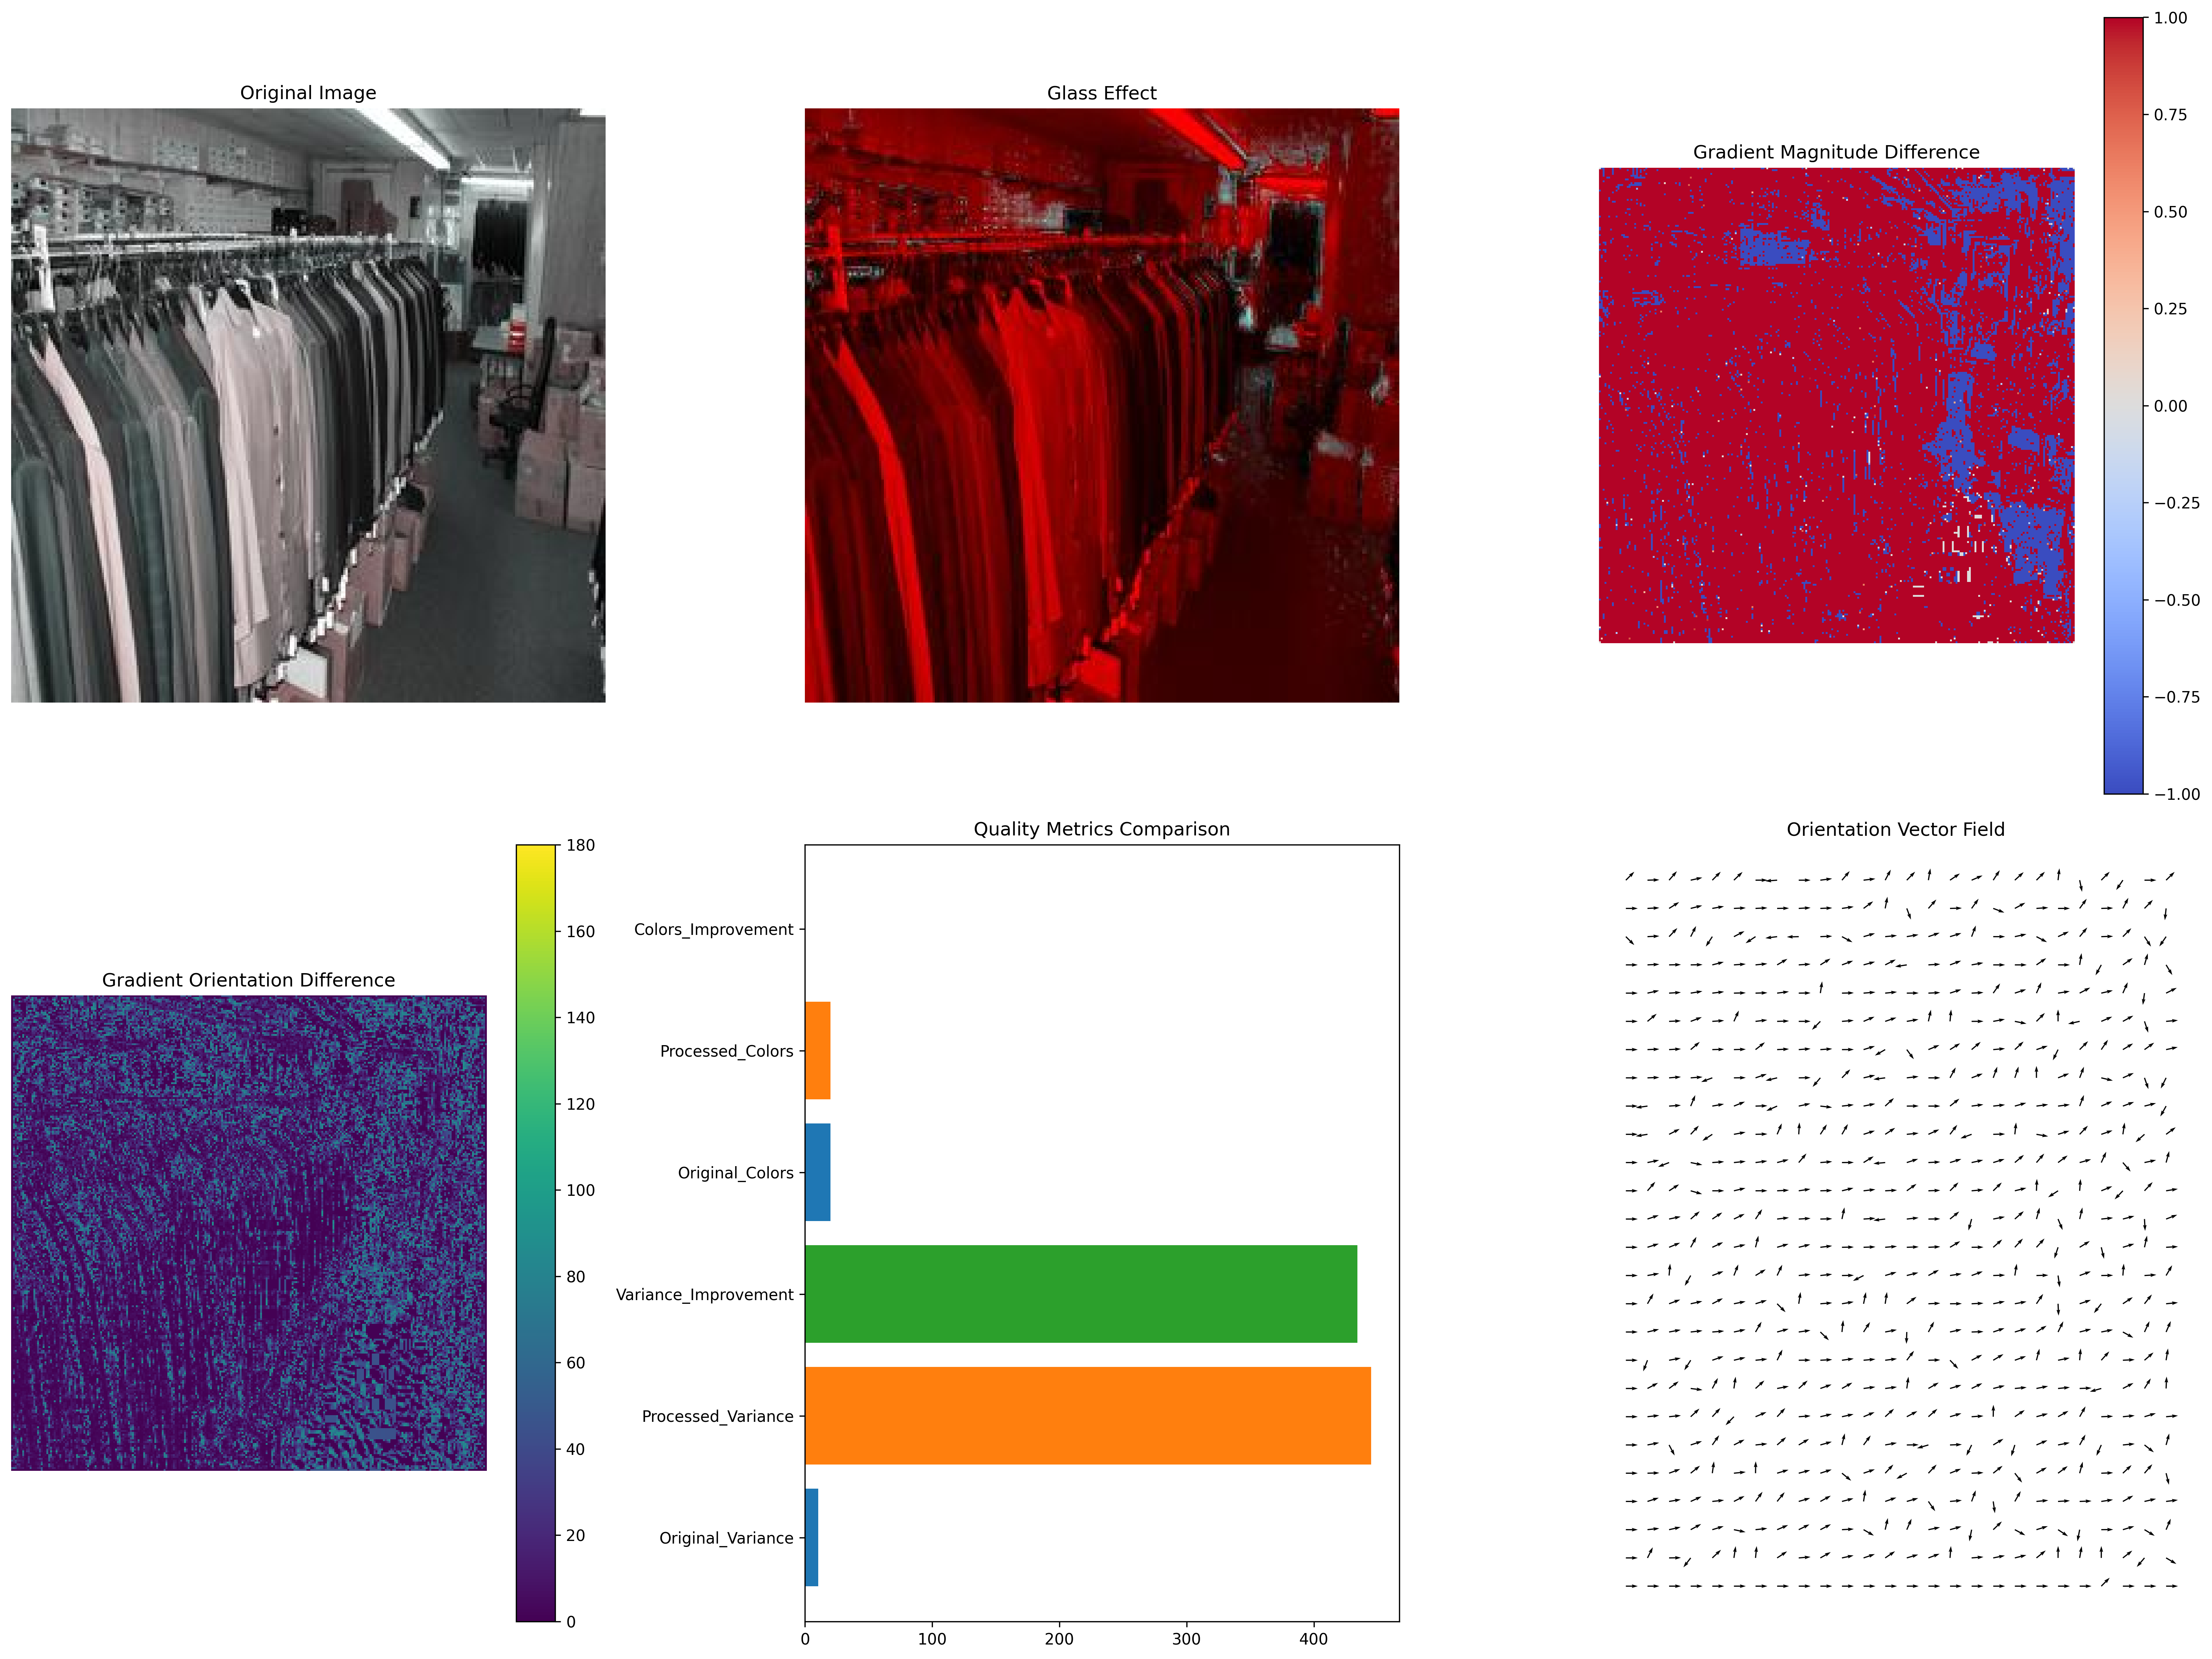 Original Image
Glass Effect
Gradient Magnitude Difference
1.00
0.75
0.50
0.25
0.00
−0.25
−0.50
−0.75
−1.00
Gradient Orientation Difference
180
160
140
120
100
80
60
40
20
0
Quality Metrics Comparison
Colors_Improvement
Processed_Colors
Original_Colors
Variance_Improvement
Processed_Variance
Original_Variance
0
100
200
300
400
Orientation Vector Field